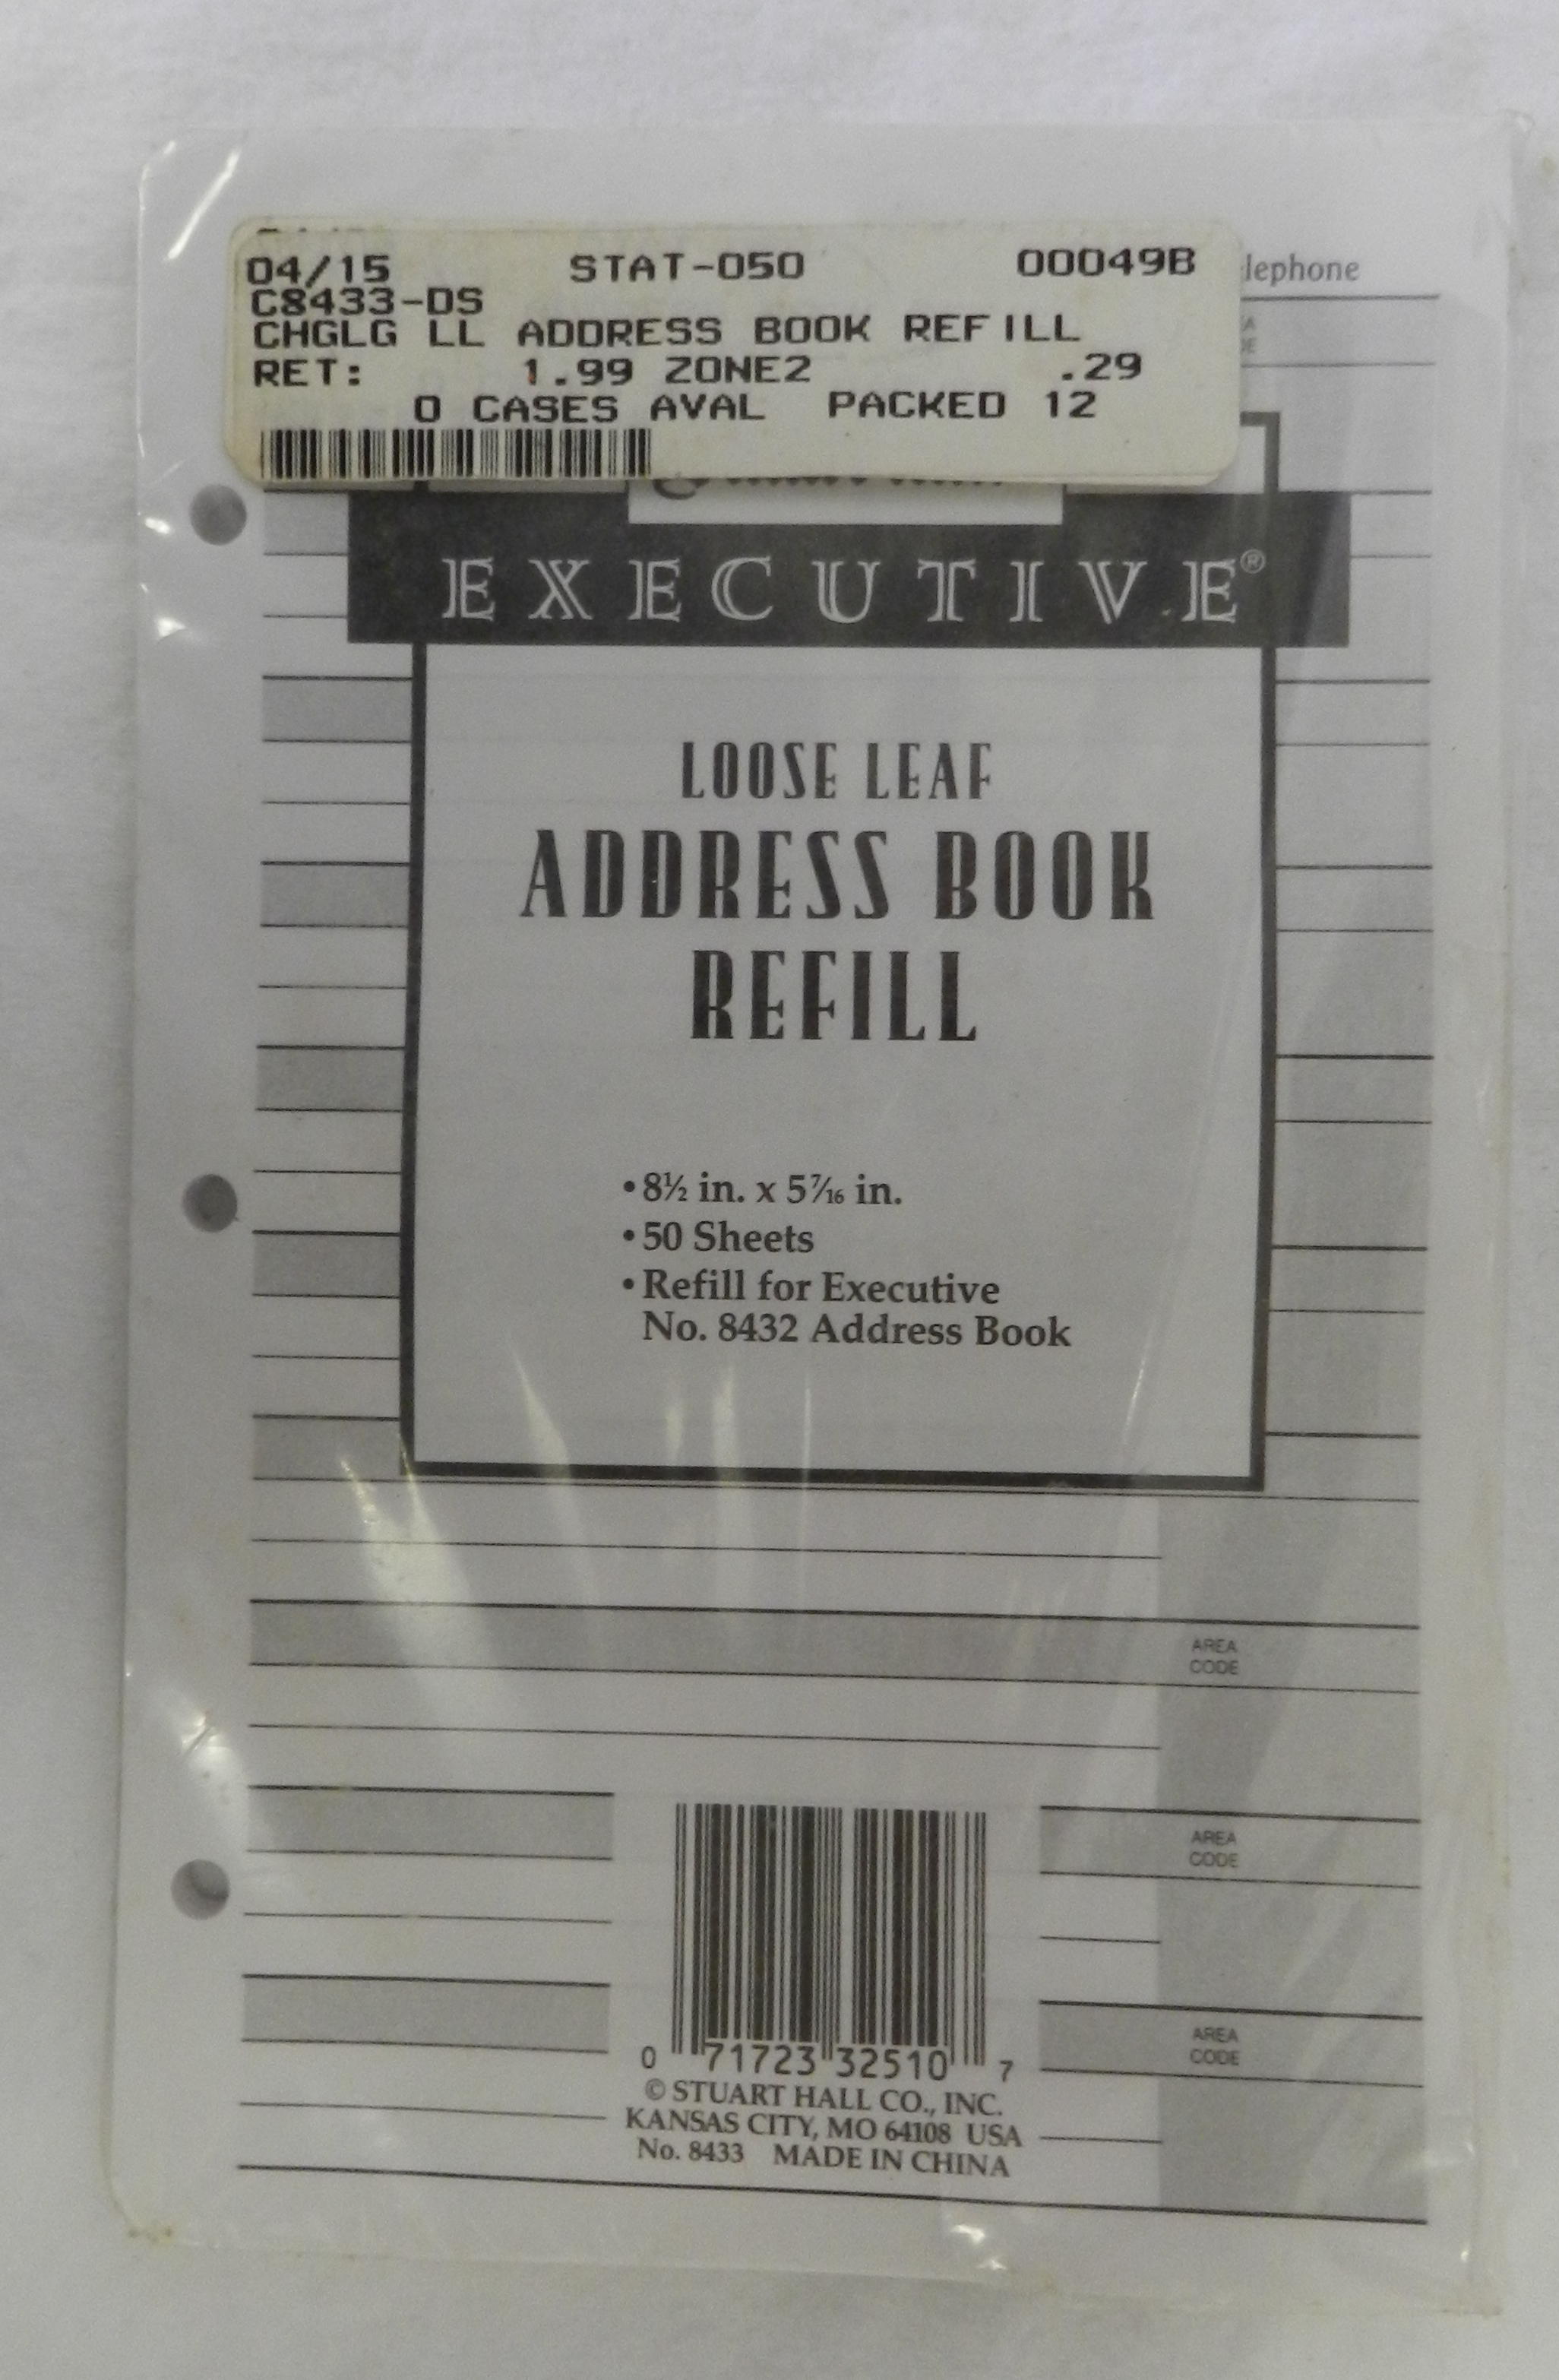 04/15 STAT-050 00049B
C8433-DS
CHGLG LL ADDRESS BOOK REFILL
RET: 1.99 ZONE2 .29
0 CASES AVAL PACKED 12
lephone
EXECUTIVE®
LOOSE LEAF
ADDRESS BOOK
REFILL
•8½ in. x 5⁷⁄₁₆ in.
•50 Sheets
•Refill for Executive
No. 8432 Address Book
AREA
CODE
AREA
CODE
AREA
CODE
0 71723 32510 7
© STUART HALL CO., INC.
KANSAS CITY, MO 64108 USA
No. 8433 MADE IN CHINA